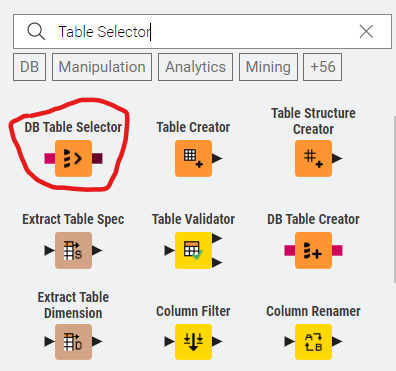 Table Selector
DB
Manipulation
Analytics
Mining
+56
DB Table Selector
Table Creator
Table Structure
Creator
Extract Table Spec
Table Validator
DB Table Creator
Extract Table
Dimension
Column Filter
Column Renamer